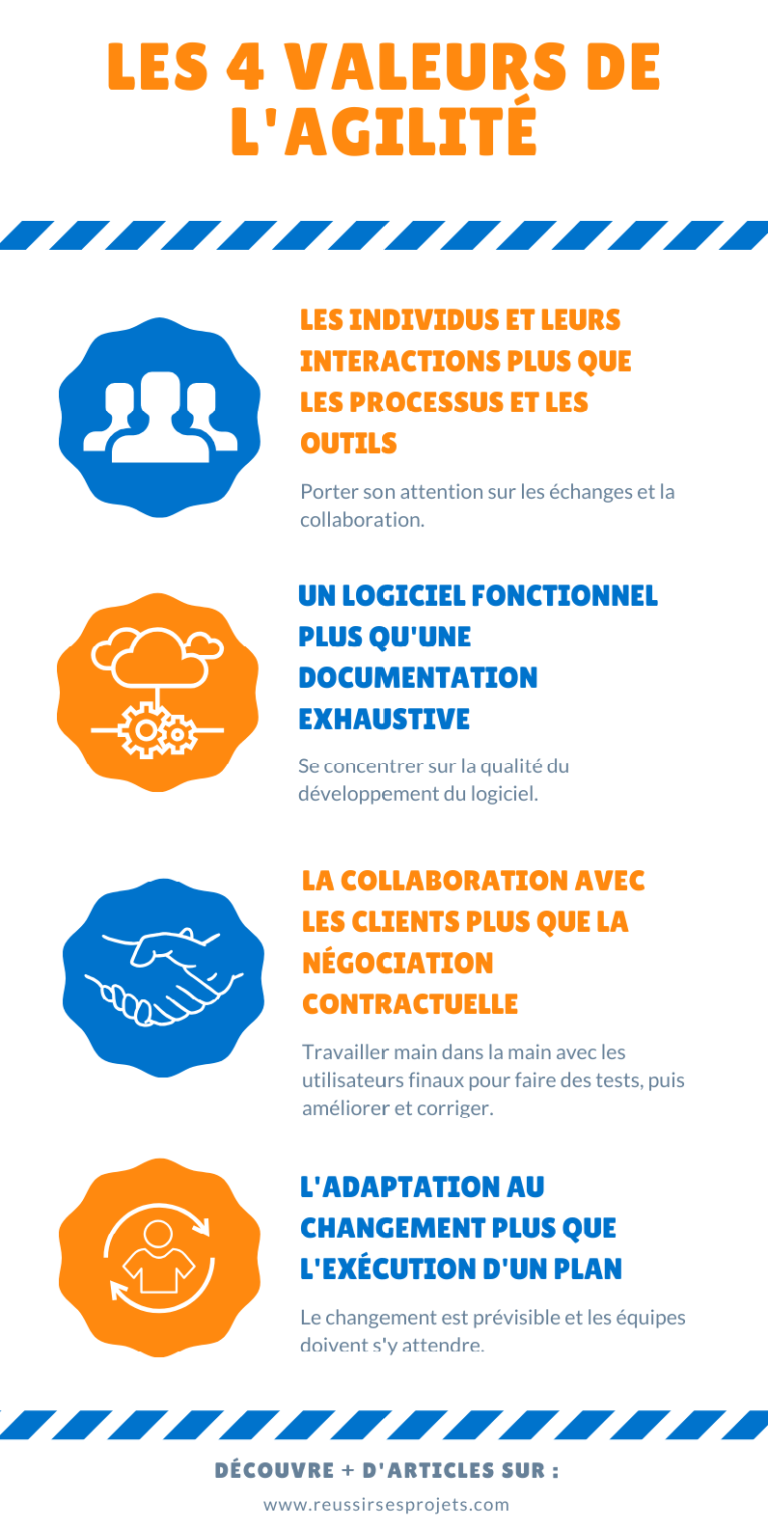 LES 4 VALEURS DE
L'AGILITÉ
LES INDIVIDUS ET LEURS
INTERACTIONS PLUS QUE
LES PROCESSUS ET LES
OUTILS
Porter son attention sur les échanges et la
collaboration.
UN LOGICIEL FONCTIONNEL
PLUS QU'UNE
DOCUMENTATION
EXHAUSTIVE
Se concentrer sur la qualité du
développement du logiciel.
LA COLLABORATION AVEC
LES CLIENTS PLUS QUE LA
NÉGOCIATION
CONTRACTUELLE
Travailler main dans la main avec les
utilisateurs finaux pour faire des tests, puis
améliorer et corriger.
L'ADAPTATION AU
CHANGEMENT PLUS QUE
L'EXÉCUTION D'UN PLAN
Le changement est prévisible et les équipes
doivent s'y attendre.
DÉCOUVRE + D'ARTICLES SUR :
www.reussirsesprojets.com